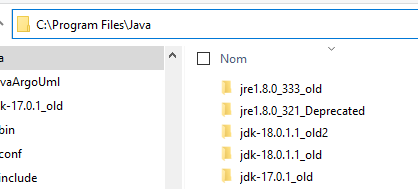 C:\Program Files\Java
Nom
a
vaArgoUml
dk-17.0.1_old
bin
conf
include
jre1.8.0_333_old
jre1.8.0_321_Deprecated
jdk-18.0.1.1_old2
jdk-18.0.1.1_old
jdk-17.0.1_old